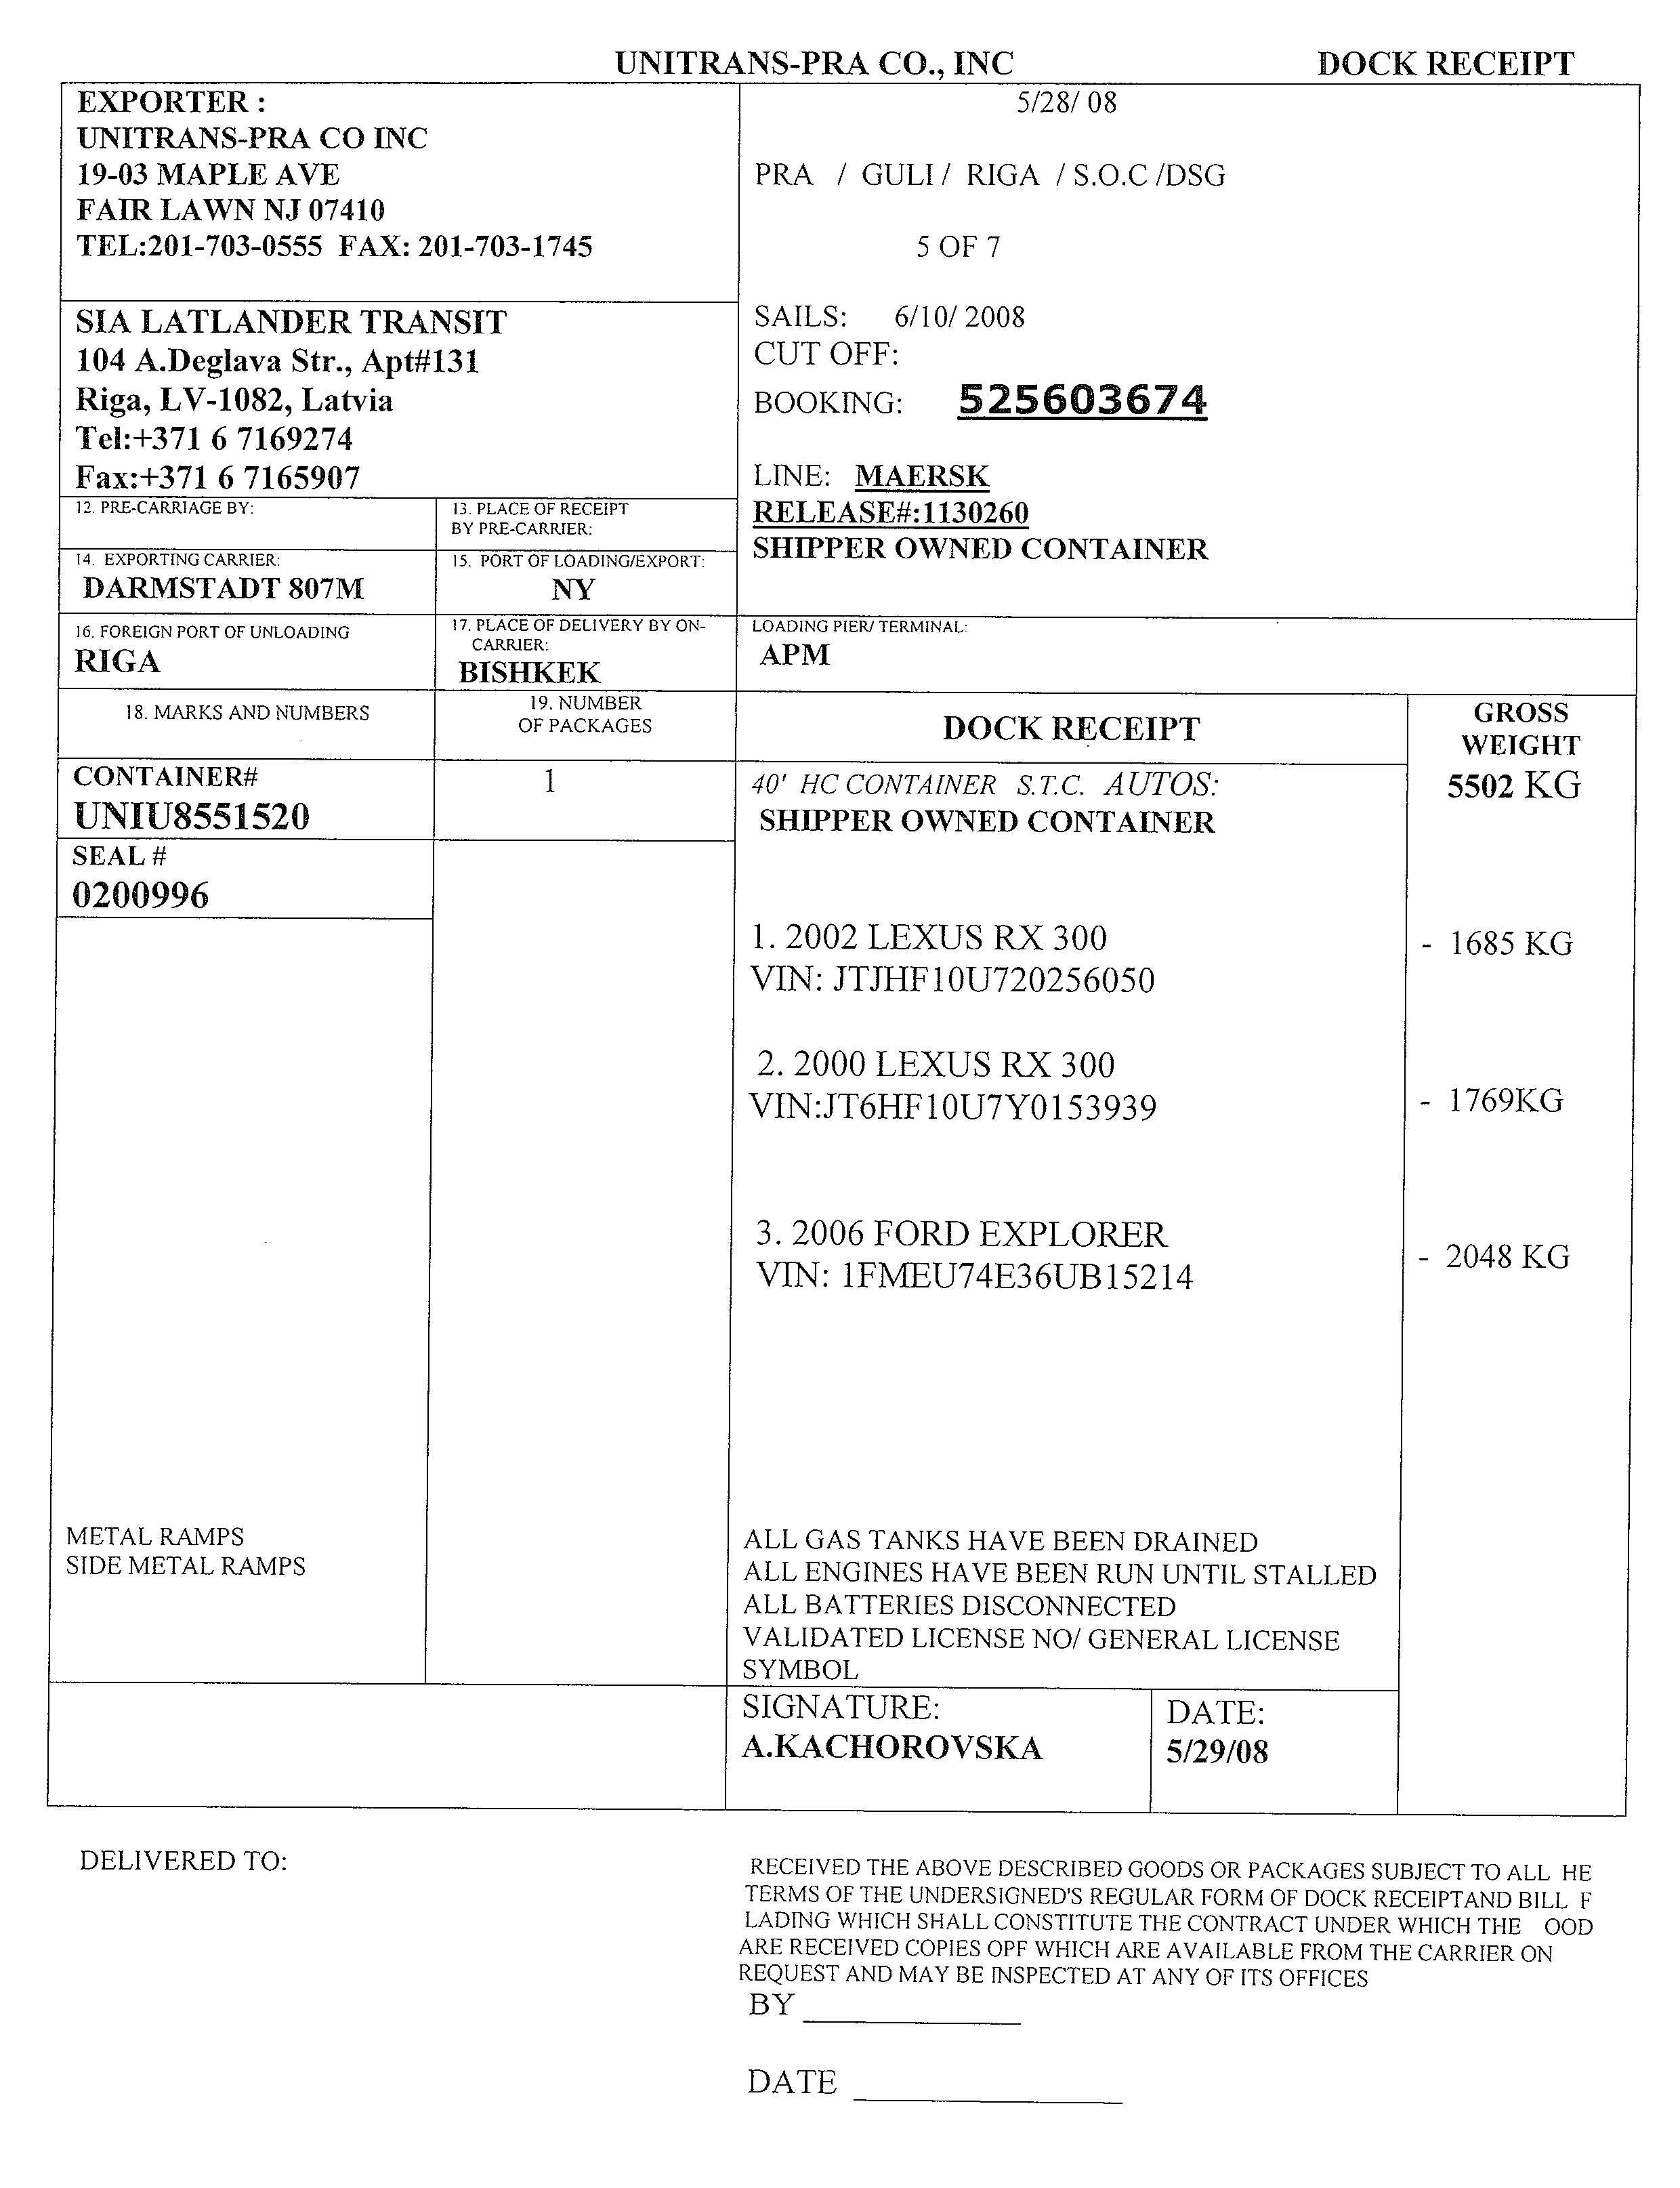 UNITRANS-PRA CO., INC DOCK RECEIPT
EXPORTER :
UNITRANS-PRA CO INC
19-03 MAPLE AVE
FAIR LAWN NJ 07410
TEL:201-703-0555 FAX: 201-703-1745
5/28/ 08
PRA / GULI / RIGA / S.O.C /DSG
5 OF 7
SIA LATLANDER TRANSIT
104 A.Deglava Str., Apt#131
Riga, LV-1082, Latvia
Tel:+371 6 7169274
Fax:+371 6 7165907
SAILS: 6/10/ 2008
CUT OFF:
BOOKING: 525603674
LINE: MAERSK
RELEASE#:1130260
SHIPPER OWNED CONTAINER
12. PRE-CARRIAGE BY:
13. PLACE OF RECEIPT
BY PRE-CARRIER:
14. EXPORTING CARRIER:
DARMSTADT 807M
15. PORT OF LOADING/EXPORT:
NY
16. FOREIGN PORT OF UNLOADING
RIGA
17. PLACE OF DELIVERY BY ON-
CARRIER:
BISHKEK
LOADING PIER/ TERMINAL:
APM
18. MARKS AND NUMBERS
19. NUMBER
OF PACKAGES
DOCK RECEIPT
GROSS
WEIGHT
CONTAINER#
UNIU8551520
1
40' HC CONTAINER S.T.C. AUTOS:
SHIPPER OWNED CONTAINER
5502 KG
SEAL #
0200996
1. 2002 LEXUS RX 300
VIN: JTJHF10U720256050
- 1685 KG
2. 2000 LEXUS RX 300
VIN:JT6HF10U7Y0153939
- 1769KG
3. 2006 FORD EXPLORER
VIN: 1FMEU74E36UB15214
- 2048 KG
METAL RAMPS
SIDE METAL RAMPS
ALL GAS TANKS HAVE BEEN DRAINED
ALL ENGINES HAVE BEEN RUN UNTIL STALLED
ALL BATTERIES DISCONNECTED
VALIDATED LICENSE NO/ GENERAL LICENSE
SYMBOL
SIGNATURE:
A.KACHOROVSKA
DATE:
5/29/08
DELIVERED TO:
RECEIVED THE ABOVE DESCRIBED GOODS OR PACKAGES SUBJECT TO ALL HE
TERMS OF THE UNDERSIGNED'S REGULAR FORM OF DOCK RECEIPTAND BILL F
LADING WHICH SHALL CONSTITUTE THE CONTRACT UNDER WHICH THE OOD
ARE RECEIVED COPIES OPF WHICH ARE AVAILABLE FROM THE CARRIER ON
REQUEST AND MAY BE INSPECTED AT ANY OF ITS OFFICES
BY
DATE